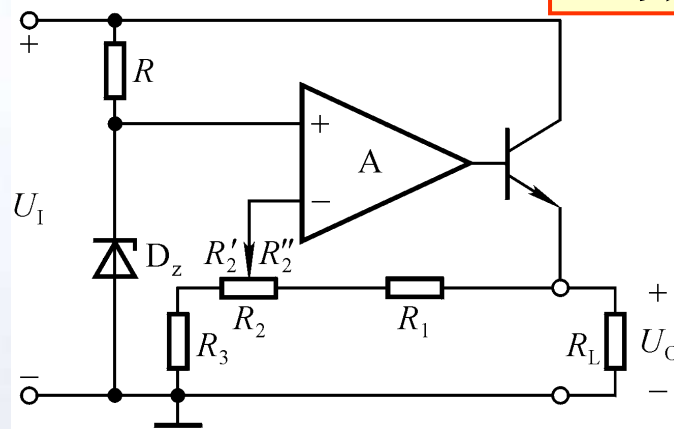 +
R
+
A
U_I
−
D_z
R_2′ R_2″
R_2
R_1
+
R_3
R_L
U_O
−
−